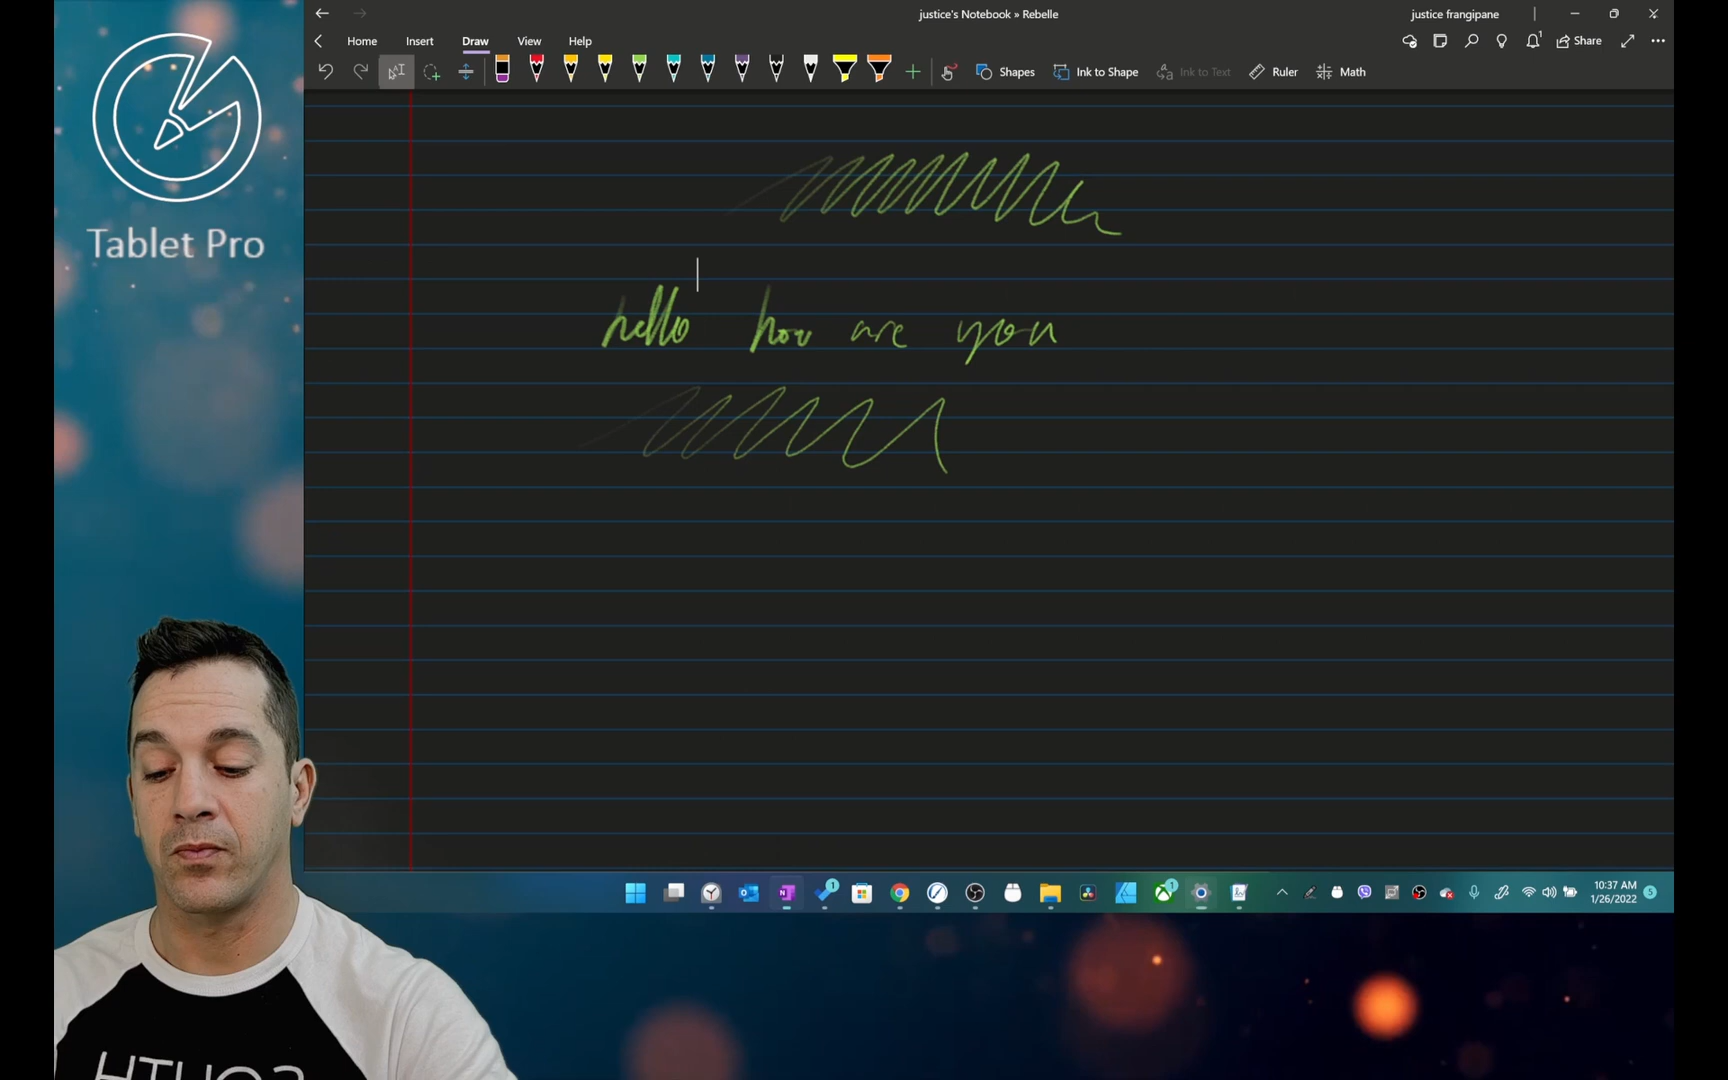 justice's Notebook » Rebelle
justice frangipane
Home Insert Draw View Help
Share
Shapes Ink to Shape Ink to Text Ruler Math
Tablet Pro
hello how are you
10:37 AM
1/26/2022